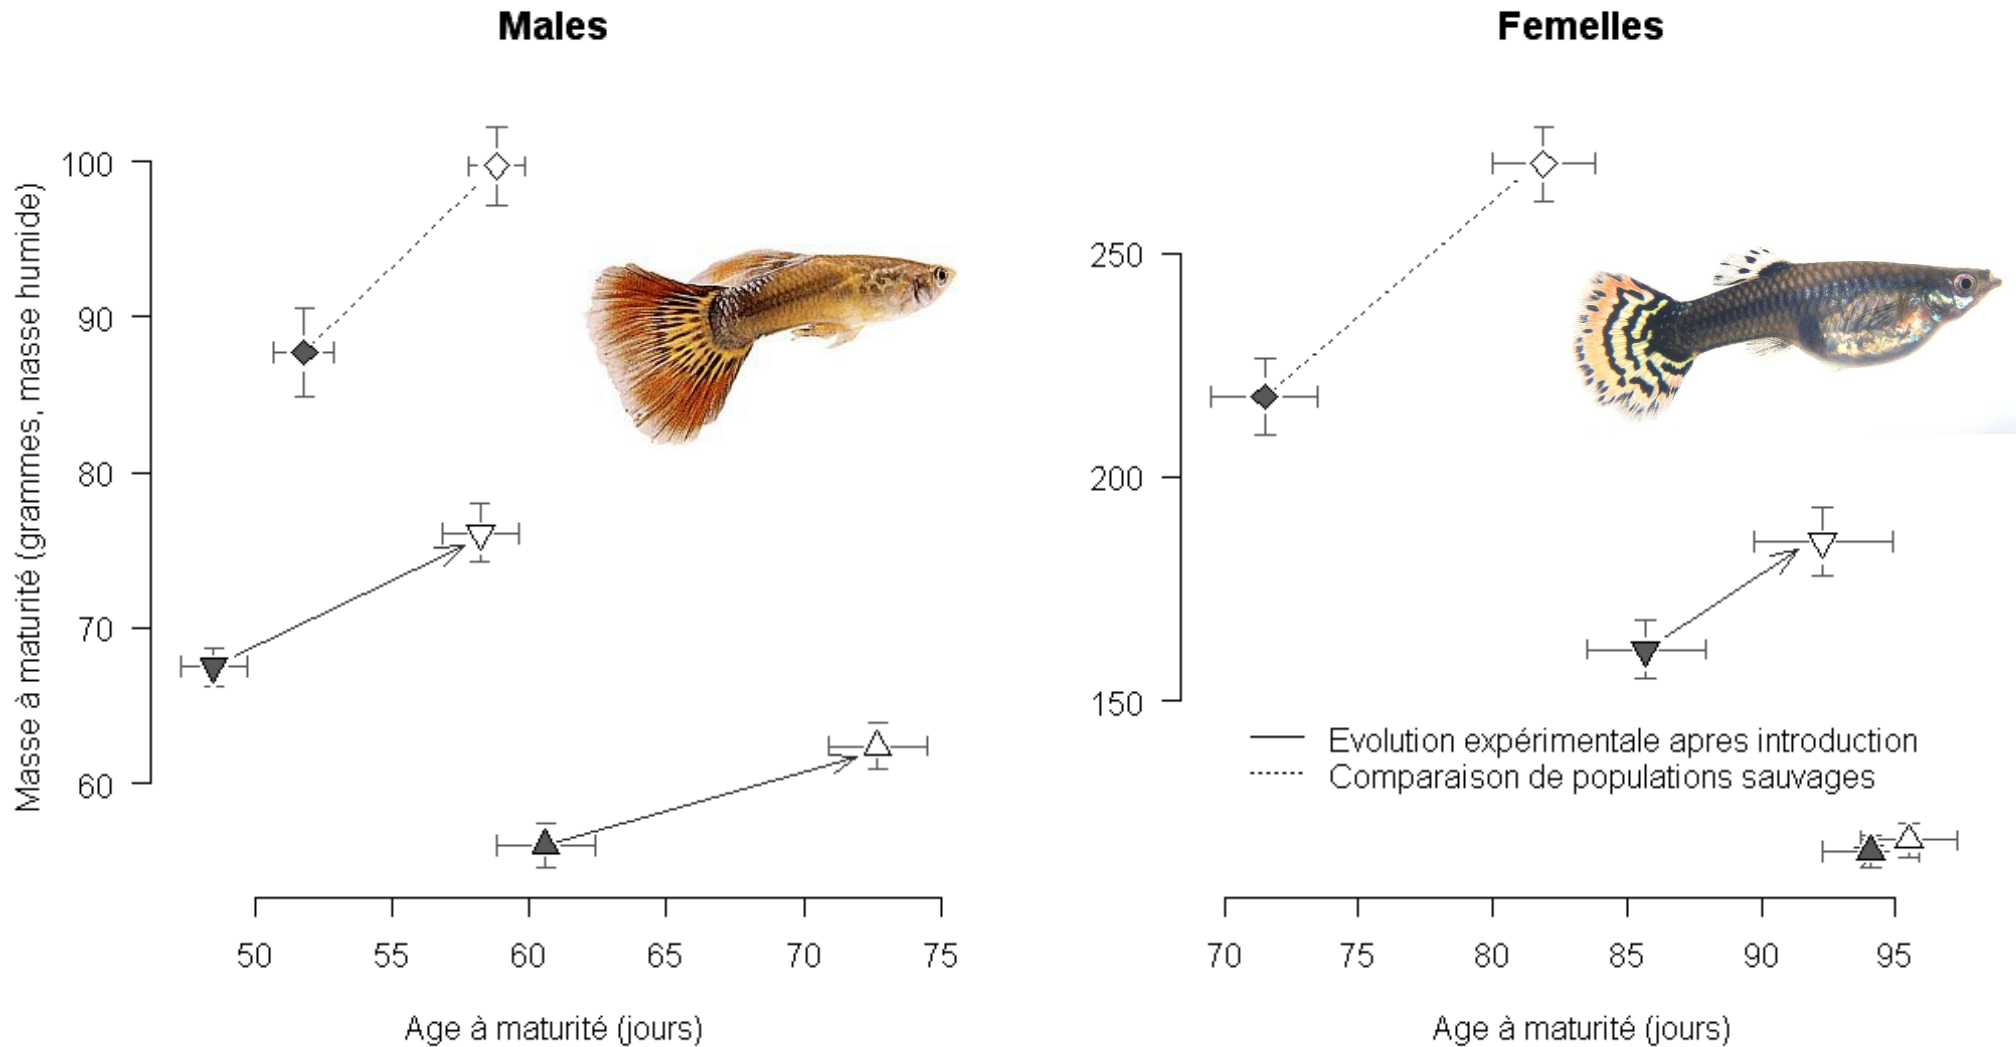 Males
Femelles
Masse à maturité (grammes, masse humide)
100
90
80
70
60
50
55
60
65
70
75
Age à maturité (jours)
250
200
150
Evolution expérimentale apres introduction
Comparaison de populations sauvages
70
75
80
85
90
95
Age à maturité (jours)